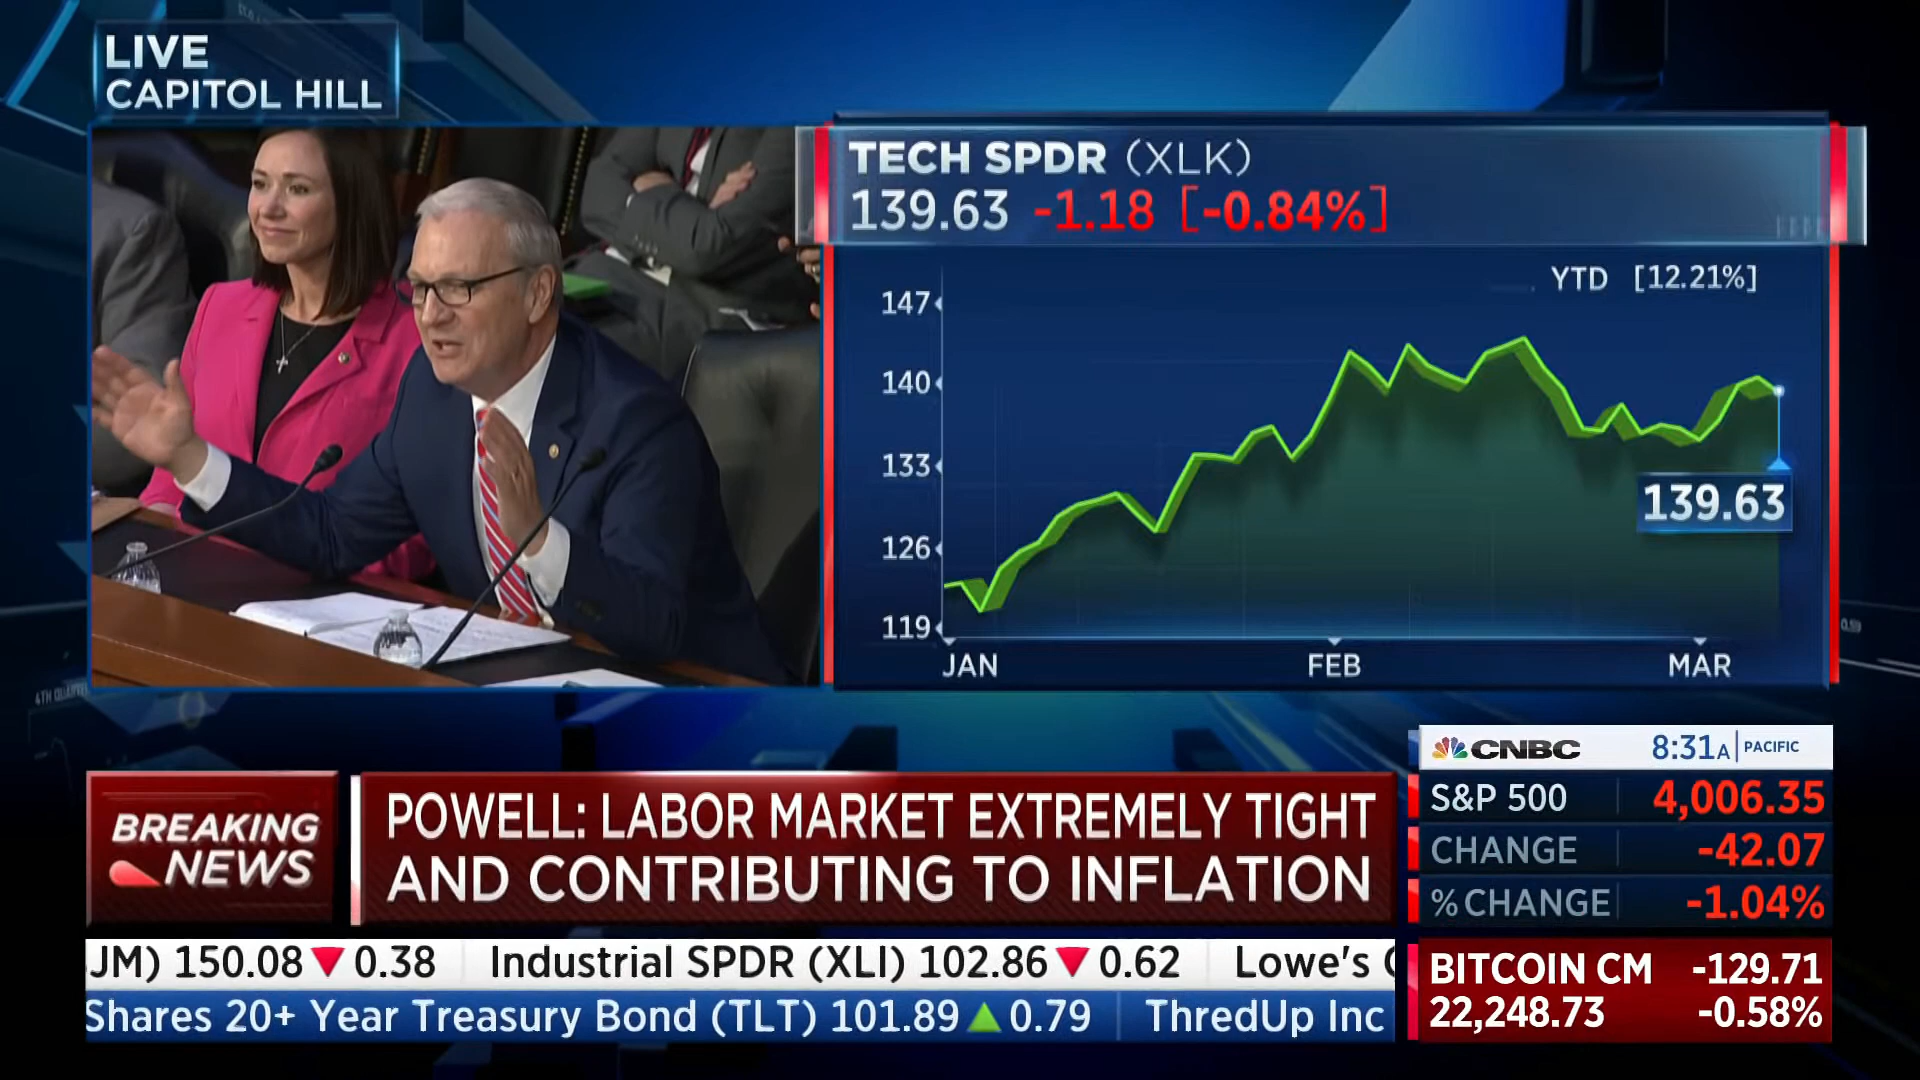 LIVE
CAPITOL HILL
TECH SPDR (XLK)
139.63 -1.18 [-0.84%]
YTD [12.21%]
147
140
133
126
119
139.63
JAN FEB MAR
4TH QUARTER
0.59
CNBC 8:31A PACIFIC
S&P 500 4,006.35
CHANGE -42.07
% CHANGE -1.04%
BREAKING
NEWS
POWELL: LABOR MARKET EXTREMELY TIGHT
AND CONTRIBUTING TO INFLATION
JM) 150.08 ▼ 0.38 Industrial SPDR (XLI) 102.86 ▼ 0.62 Lowe's
Shares 20+ Year Treasury Bond (TLT) 101.89 ▲ 0.79 ThredUp Inc
BITCOIN CM -129.71
22,248.73 -0.58%